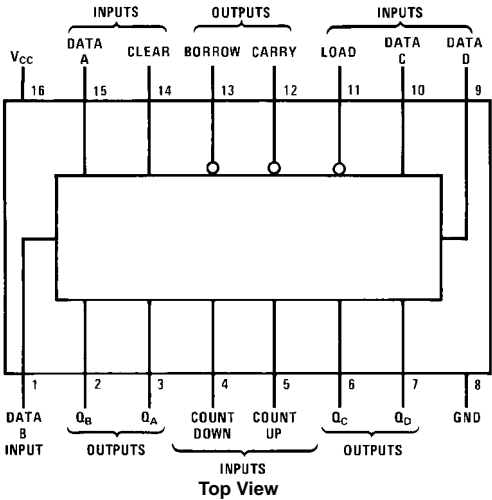 INPUTS OUTPUTS INPUTS
VCC DATA A CLEAR BORROW CARRY LOAD DATA C DATA D
16 15 14 13 12 11 10 9
1 2 3 4 5 6 7 8
DATA B INPUT QB QA COUNT DOWN COUNT UP QC QD GND
OUTPUTS INPUTS OUTPUTS
Top View